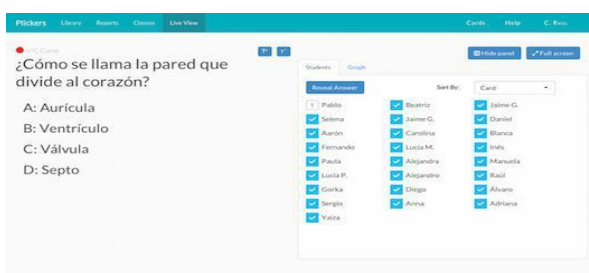 Plickers Library Reports Classes Live View Cards Help
Hide panel Full screen
¿Cómo se llama la pared que
divide al corazón?
A: Aurícula
B: Ventrículo
C: Válvula
D: Septo
Students Graph
Reveal Answer Sort By: Card
1 Pablo Beatriz Jaime G.
Selena Jaime G. Daniel
Aarón Carolina Blanca
Fernando Lucía M. Inés
Paula Alejandra Manuela
Lucía P. Alejandro Raúl
Gorka Diego Álvaro
Sergio Anna Adriana
Yaiza